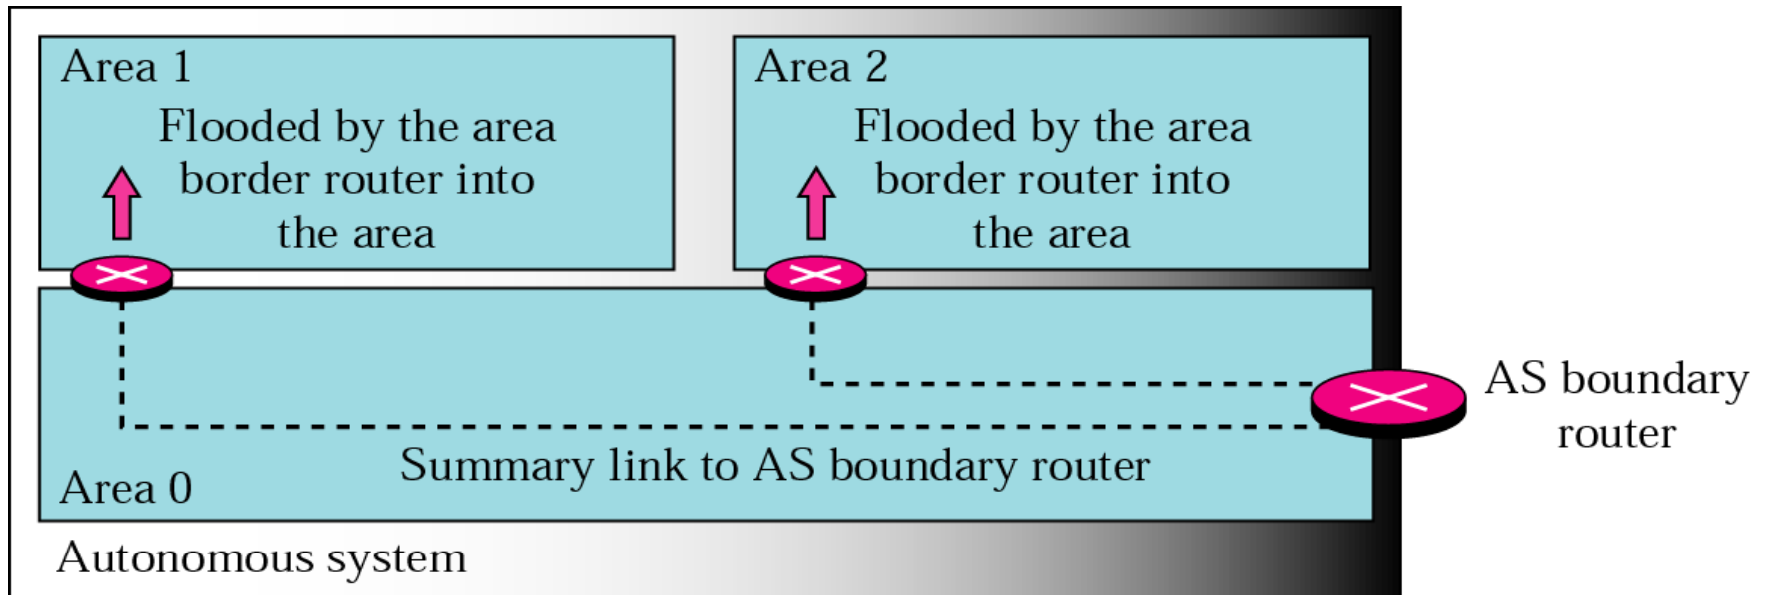 Area 1
Flooded by the area
border router into
the area
Area 2
Flooded by the area
border router into
the area
AS boundary
router
Summary link to AS boundary router
Area 0
Autonomous system